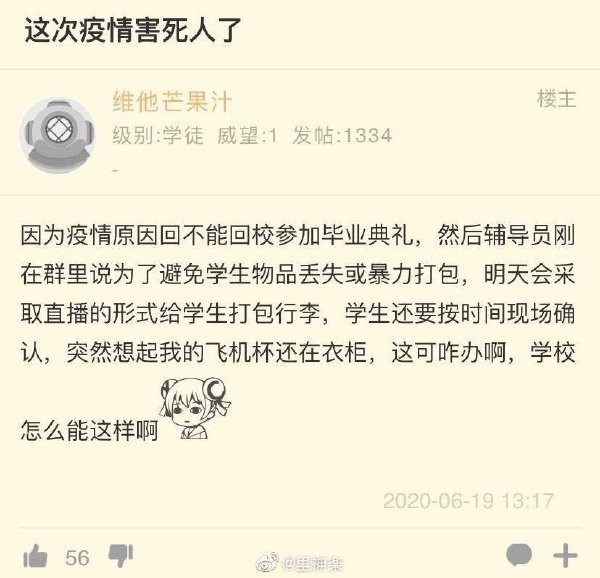 这次疫情害死人了
维他芒果汁
楼主
级别:学徒 威望:1 发帖:1334
-
因为疫情原因回不能回校参加毕业典礼，然后辅导员刚
在群里说为了避免学生物品丢失或暴力打包，明天会采
取直播的形式给学生打包行李，学生还要按时间现场确
认，突然想起我的飞机杯还在衣柜，这可咋办啊，学校
怎么能这样啊
2020-06-19 13:17
56